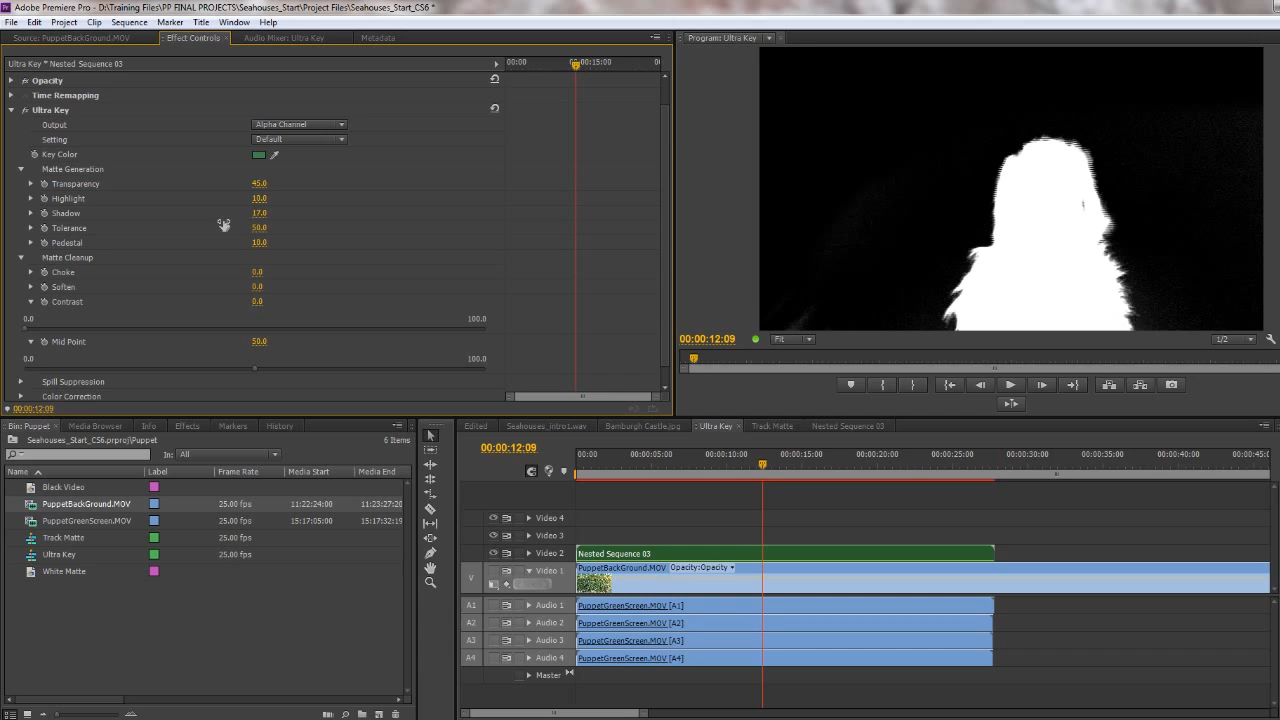 Adobe Premiere Pro - D:\Training Files\PP FINAL PROJECTS\Seahouses_Start\Project Files\Seahouses_Start_CS6 *
File Edit Project Clip Sequence Marker Title Window Help
Source: PuppetBackGround.MOV Effect Controls Audio Mixer: Ultra Key Metadata
Program: Ultra Key
Ultra Key * Nested Sequence 03
00:00 00:00:15:00 00
Opacity
Time Remapping
Ultra Key
Output Alpha Channel
Setting Default
Key Color
Matte Generation
Transparency 45.0
Highlight 10.0
Shadow 17.0
Tolerance 50.0
Pedestal 10.0
Matte Cleanup
Choke 0.0
Soften 0.0
Contrast 0.0
0.0 100.0
Mid Point 50.0
0.0 100.0
Spill Suppression
Color Correction
00:00:12:09
00:00:12:09 Fit 1/2
Bin: Puppet Media Browser Info Effects Markers History
Seahouses_Start_CS6.prproj\Puppet 6 Items
In: All
Name Label Frame Rate Media Start Media End
Black Video
PuppetBackGround.MOV 25.00 fps 11:22:24:00 11:23:27:20
PuppetGreenScreen.MOV 25.00 fps 15:17:05:00 15:17:32:19
Track Matte
Ultra Key
White Matte
Edited Seahouses_intro1.wav Bamburgh Castle.jpg Ultra Key Track Matte Nested Sequence 03
00:00:12:09
00:00 00:00:05:00 00:00:10:00 00:00:15:00 00:00:20:00 00:00:25:00 00:00:30:00 00:00:35:00 00:00:40:00 00:00:45:0
Video 4
Video 3
Video 2 Nested Sequence 03
V Video 1 PuppetBackGround.MOV Opacity:Opacity
A1 Audio 1 PuppetGreenScreen.MOV [A1]
A2 Audio 2 PuppetGreenScreen.MOV [A2]
A3 Audio 3 PuppetGreenScreen.MOV [A3]
A4 Audio 4 PuppetGreenScreen.MOV [A4]
Master